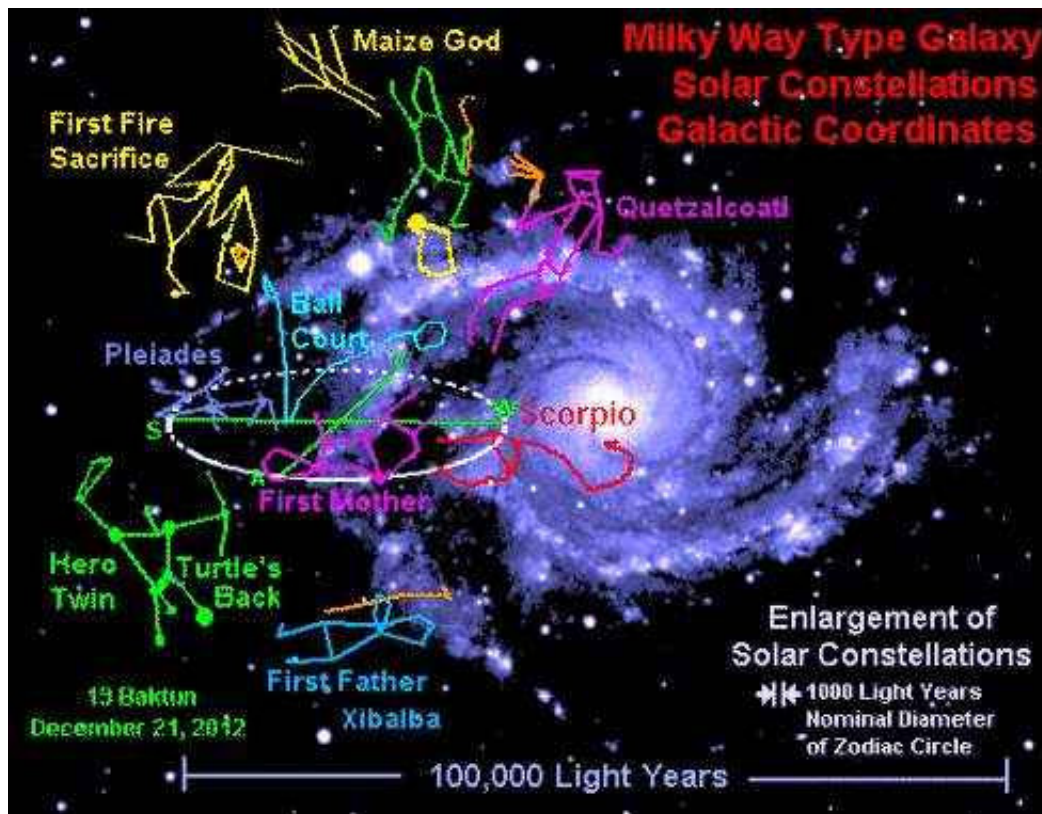 Maize God
Milky Way Type Galaxy
Solar Constellations
Galactic Coordinates
First Fire
Sacrifice
Quetzalcoatl
Ball
Court
Pleiades
S
Scorpio
First Mother
Hero
Twin
Turtle's
Back
First Father
Xibalba
Enlargement of
Solar Constellations
1000 Light Years
Nominal Diameter
of Zodiac Circle
13 Baktun
December 21, 2012
100,000 Light Years